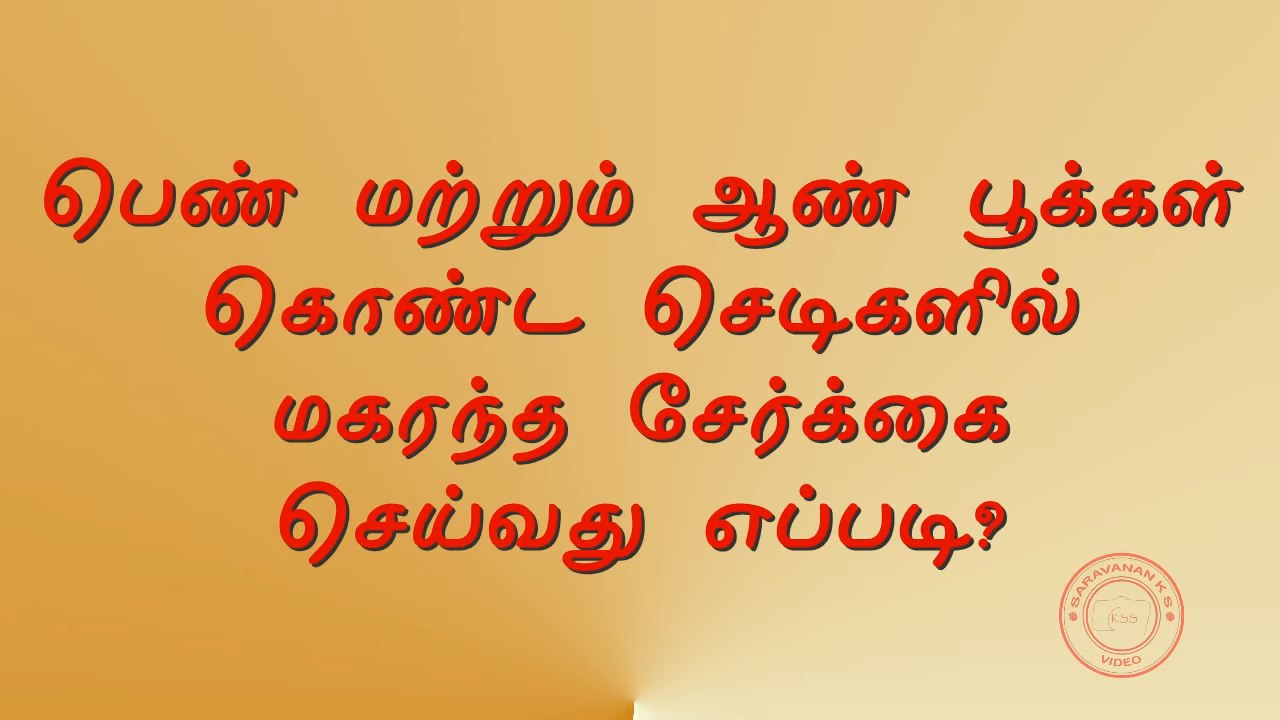 பெண் மற்றும் ஆண் பூக்கள்
கொண்ட செடிகளில்
மகரந்த சேர்க்கை
செய்வது எப்படி?
SARAVANAN K S
KSS
VIDEO